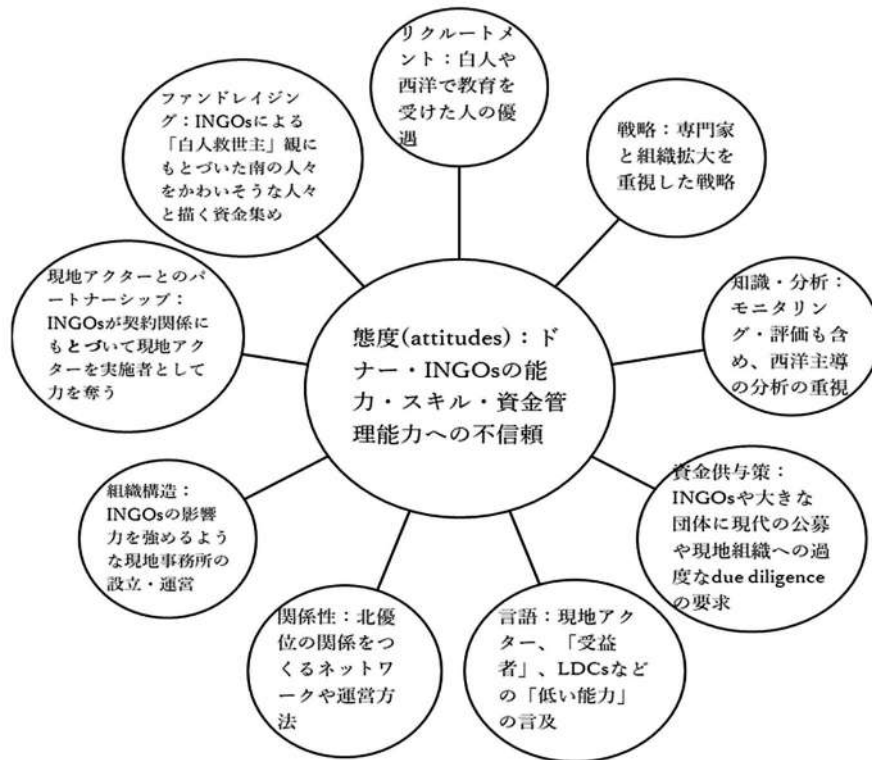 リクルートメ
ント：白人や
西洋で教育を
受けた人の優
遇
ファンドレイジン
グ：INGOsによる
「白人救世主」観に
もとづいた南の人々
をかわいそうな人々
と描く資金集め
戦略：専門家
と組織拡大を
重視した戦略
現地アクターとのパ
ートナーシップ：
INGOsが契約関係に
もとづいて現地アク
ターを実施者として
力を奪う
知識・分析：
モニタリン
グ・評価も含
め、西洋主導
の分析の重視
態度(attitudes)：ド
ナー・INGOsの能
力・スキル・資金管
理能力への不信頼
組織構造：
INGOsの影響
力を強めるよう
な現地事務所の
設立・運営
資金供与策：
INGOsや大きな
団体に現代の公募
や現地組織への過
度なdue diligence
の要求
関係性：北優
位の関係をつ
くるネットワ
ークや運営方
法
言語：現地アク
ター、「受益
者」、LDCsなど
の「低い能力」
の言及